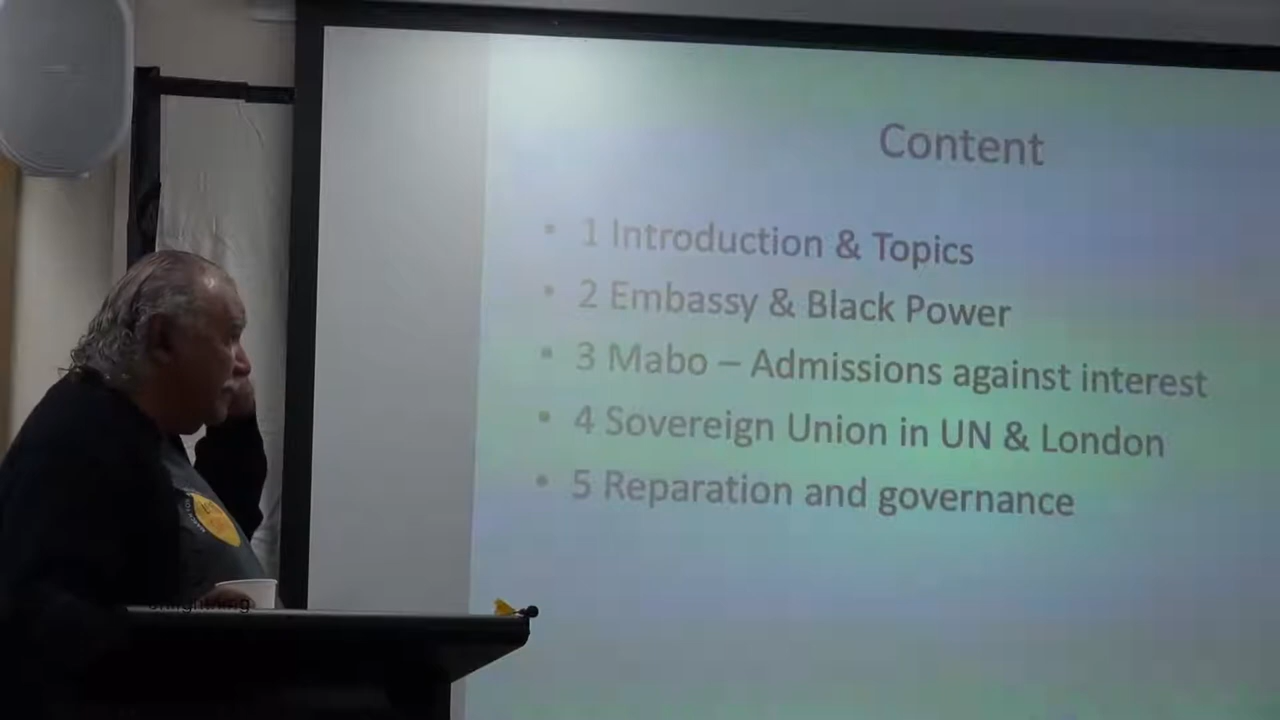 Content
• 1 Introduction & Topics
• 2 Embassy & Black Power
• 3 Mabo – Admissions against interest
• 4 Sovereign Union in UN & London
• 5 Reparation and governance